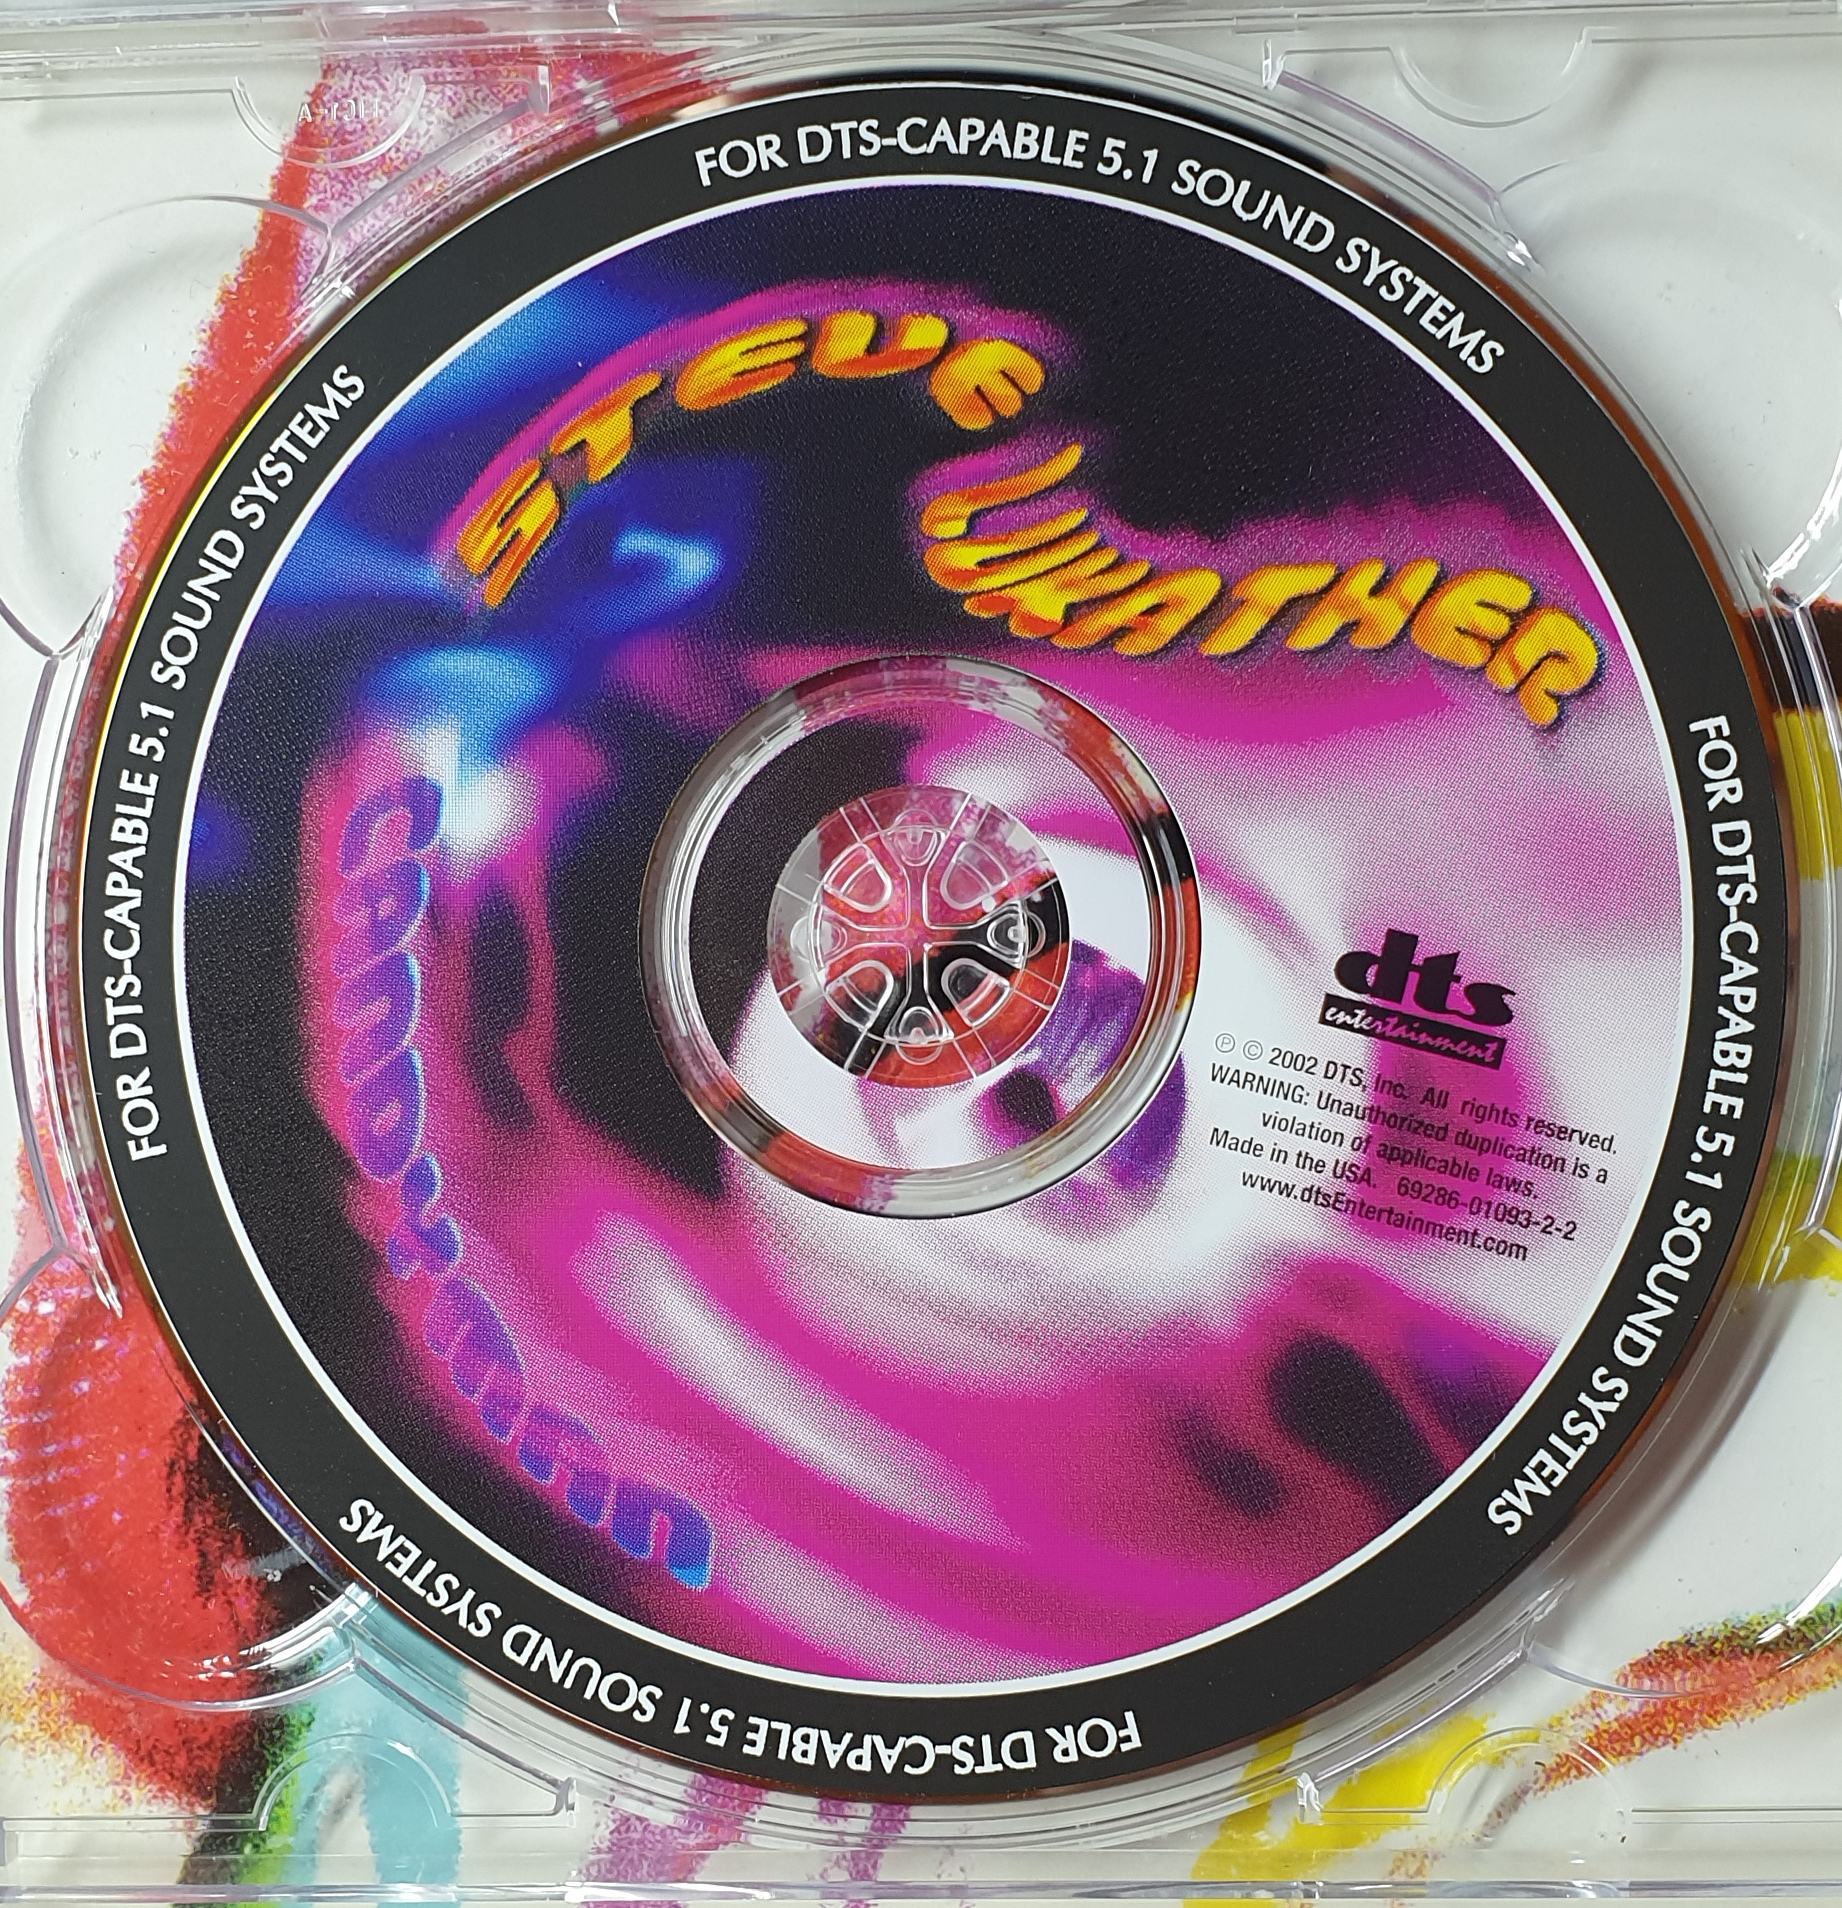 FOR DTS-CAPABLE 5.1 SOUND SYSTEMS
FOR DTS-CAPABLE 5.1 SOUND SYSTEMS
FOR DTS-CAPABLE 5.1 SOUND SYSTEMS
FOR DTS-CAPABLE 5.1 SOUND SYSTEMS
STEVE
LUKATHER
CANDYMAN
dts
entertainment
℗ © 2002 DTS, Inc. All rights reserved.
WARNING: Unauthorized duplication is a
violation of applicable laws.
Made in the USA. 69286-01093-2-2
www.dtsEntertainment.com